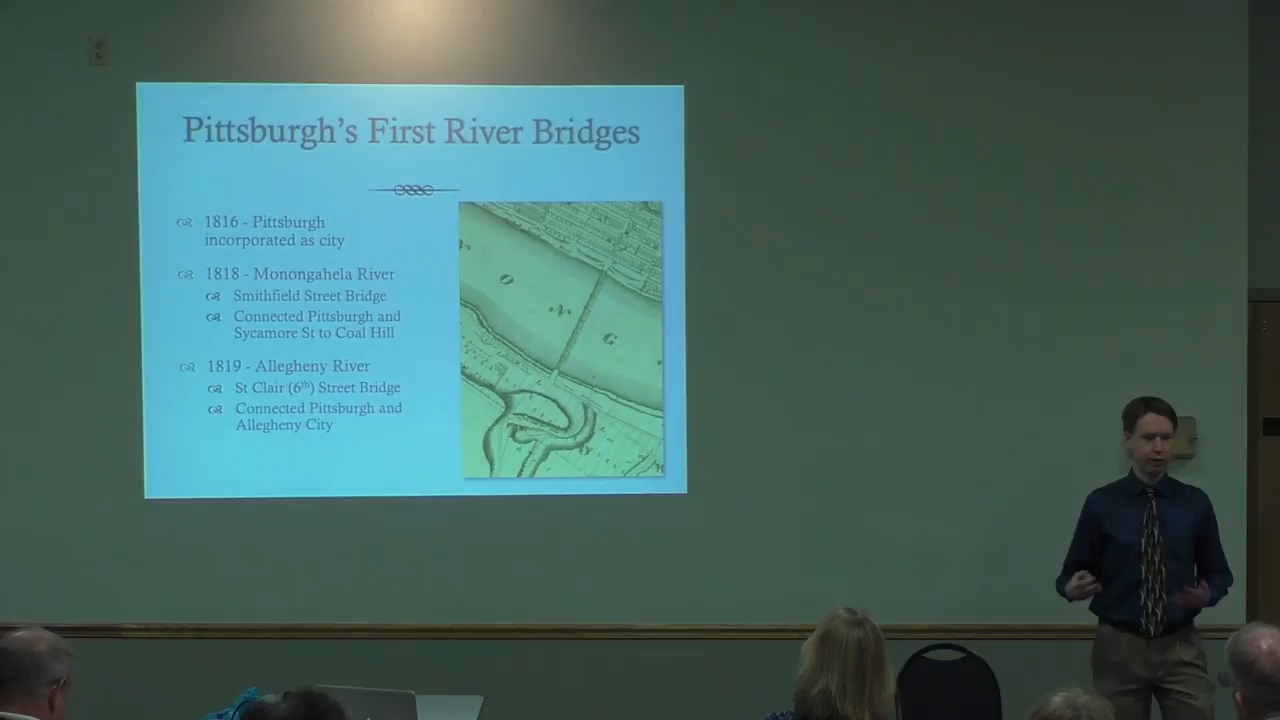 Pittsburgh's First River Bridges
1816 - Pittsburgh
incorporated as city
1818 - Monongahela River
Smithfield Street Bridge
Connected Pittsburgh and
Sycamore St to Coal Hill
1819 - Allegheny River
St Clair (6th) Street Bridge
Connected Pittsburgh and
Allegheny City
O
N
G